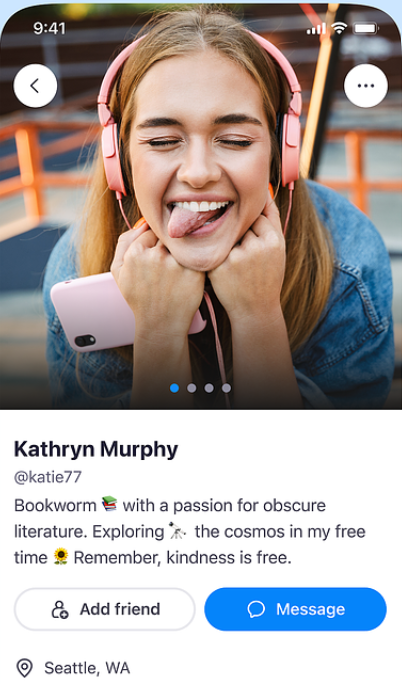 9:41
Kathryn Murphy
@katie77
Bookworm 📚 with a passion for obscure
literature. Exploring 🔭 the cosmos in my free
time 🌻 Remember, kindness is free.
Add friend
Message
Seattle, WA